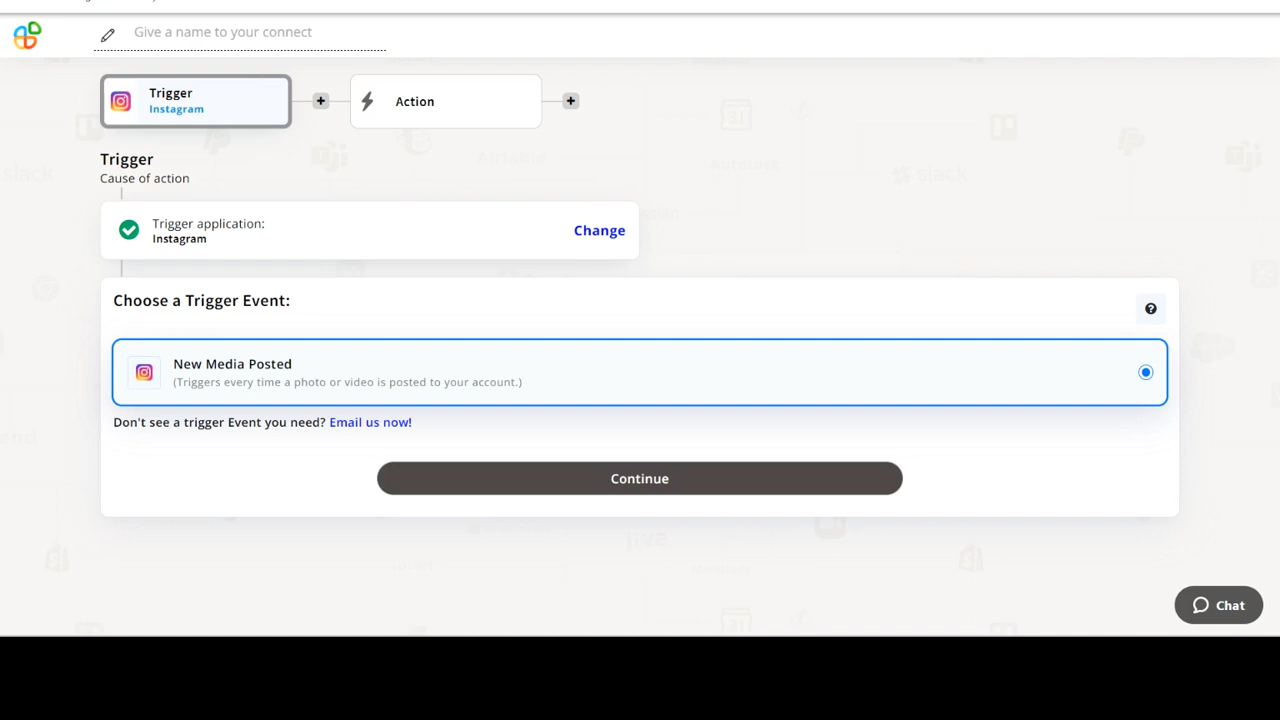 Give a name to your connect
Trigger
Instagram
Action
Trigger
Cause of action
Trigger application:
Instagram
Change
Choose a Trigger Event:
New Media Posted
(Triggers every time a photo or video is posted to your account.)
Don't see a trigger Event you need? Email us now!
Continue
Chat